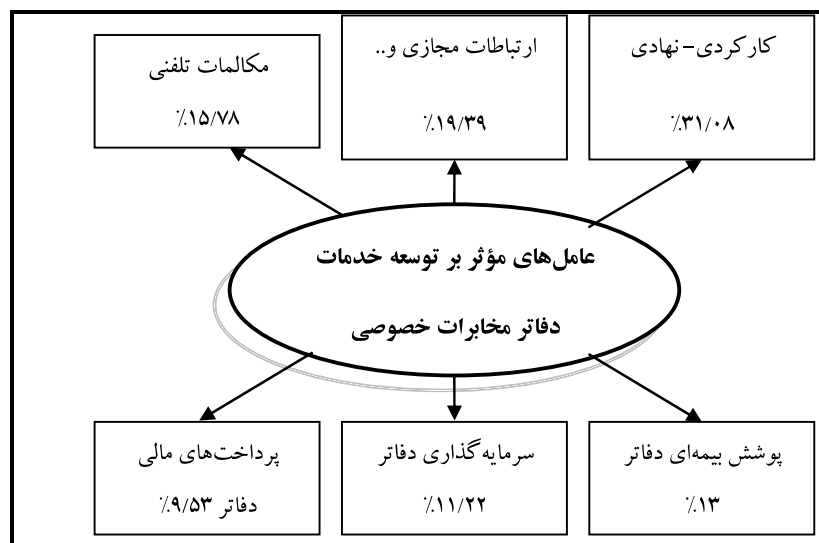 کارکردی-نهادی
٪۳۱/۰۸
ارتباطات مجازی و..
٪۱۹/۳۹
مکالمات تلفنی
٪۱۵/۷۸
عامل‌های مؤثر بر توسعه خدمات
دفاتر مخابرات خصوصی
پوشش بیمه‌ای دفاتر
٪۱۳
سرمایه‌گذاری دفاتر
٪۱۱/۲۲
پرداخت‌های مالی
دفاتر ٪۹/۵۳